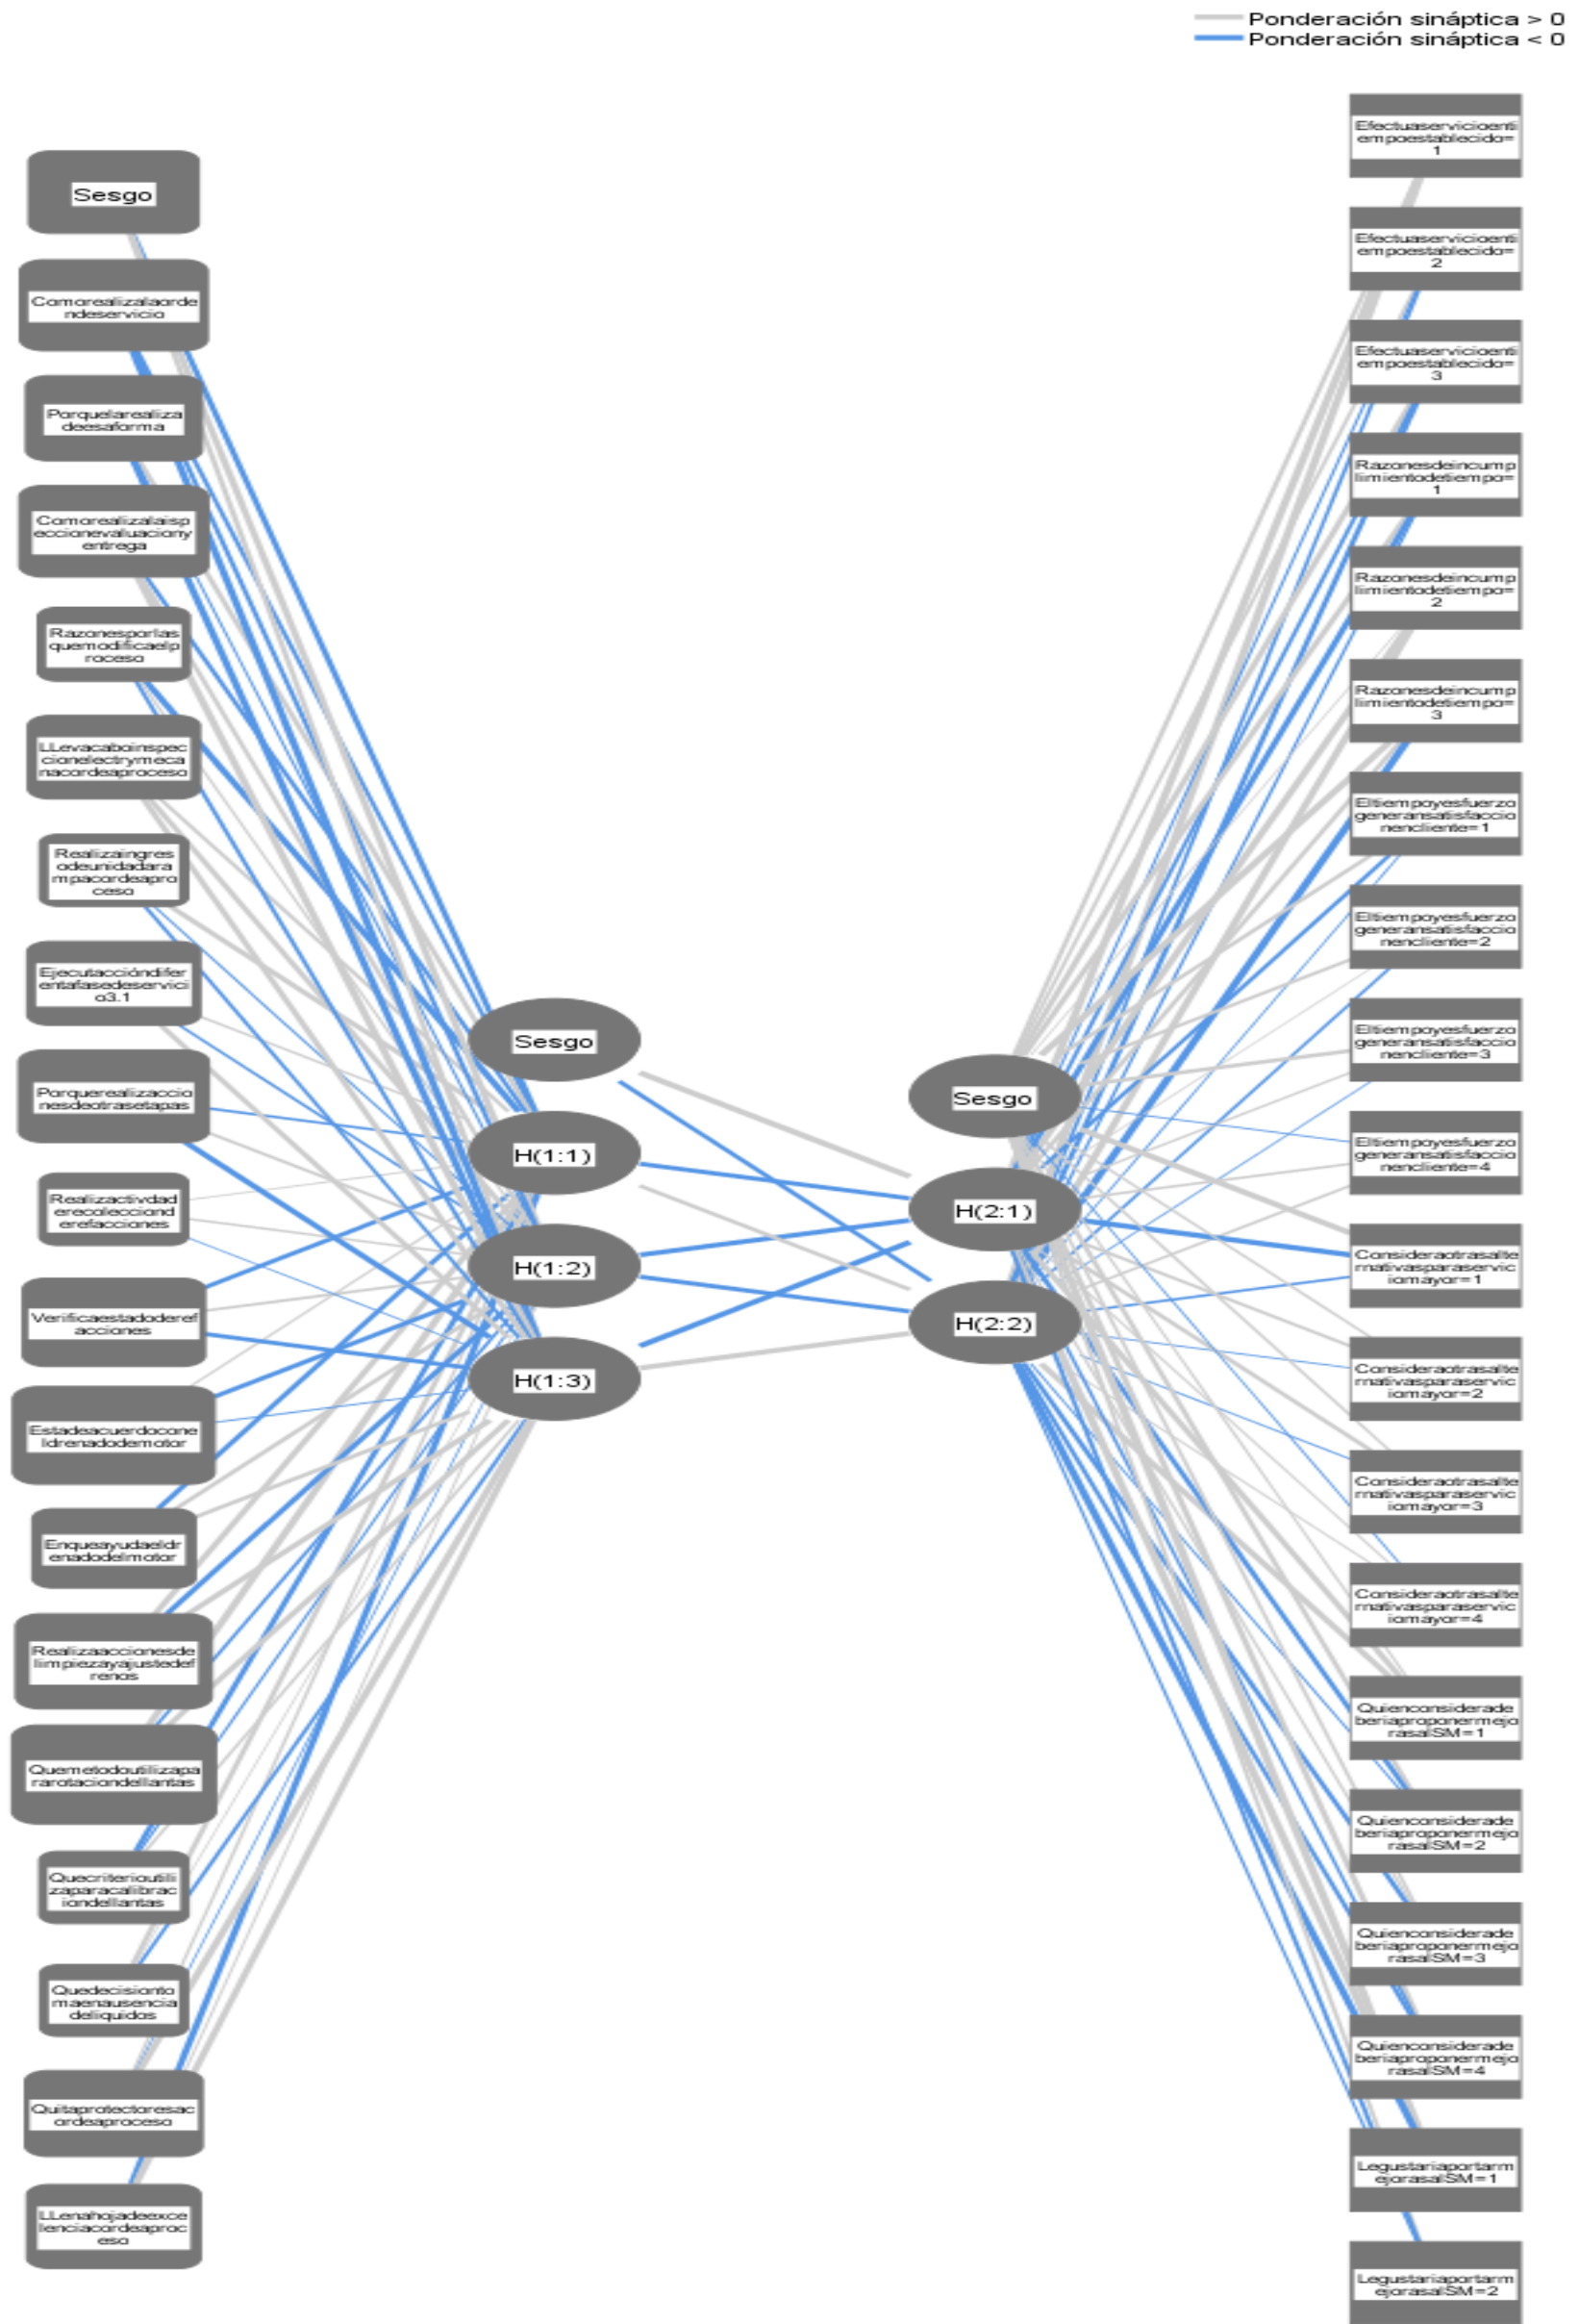 Ponderación sináptica > 0
Ponderación sináptica < 0
Sesgo
Comorealizalaorde
ndeservicio
Porquelarealiza
deesaforma
Comorealizalaisp
eccionevaluaciony
entrega
Razonesporlas
quemodificaelp
roceso
LLevacaboinspec
cionelectrymeca
nacordeaproceso
Realizaingres
odeunidadara
mpacordeapro
ceso
Ejecutaccióndifer
entafasedeservici
o3.1
Porquerealizaccio
nesdeotrasetapas
Realizactivdad
erecolecciond
erefacciones
Verificaestadoderef
acciones
Estadeacuerdocone
ldrenadodemotor
Enqueayudaeldr
enadodelmotor
Realizaaccionesde
limpiezayajustedef
renos
Quemetodoutilizapa
rarotaciondellantas
Quecriterioutili
zaparacalibrac
iondellantas
Quedecisionto
maenausencia
deliquidos
Quitaprotectoresac
ordeaproceso
LLenahojadeexce
lenciacordeaproc
eso
Sesgo
H(1:1)
H(1:2)
H(1:3)
Sesgo
H(2:1)
H(2:2)
Efectuaservicioenti
empoestablecido=
1
Efectuaservicioenti
empoestablecido=
2
Efectuaservicioenti
empoestablecido=
3
Razonesdeincump
limientodetiempo=
1
Razonesdeincump
limientodetiempo=
2
Razonesdeincump
limientodetiempo=
3
Eltiempoyesfuerzo
generansatisfaccio
nencliente=1
Eltiempoyesfuerzo
generansatisfaccio
nencliente=2
Eltiempoyesfuerzo
generansatisfaccio
nencliente=3
Eltiempoyesfuerzo
generansatisfaccio
nencliente=4
Consideraotrasalte
rnativasparaservic
iomayor=1
Consideraotrasalte
rnativasparaservic
iomayor=2
Consideraotrasalte
rnativasparaservic
iomayor=3
Consideraotrasalte
rnativasparaservic
iomayor=4
Quienconsiderade
beriaproponermejo
rasalSM=1
Quienconsiderade
beriaproponermejo
rasalSM=2
Quienconsiderade
beriaproponermejo
rasalSM=3
Quienconsiderade
beriaproponermejo
rasalSM=4
Legustariaportarm
ejorasalSM=1
Legustariaportarm
ejorasalSM=2